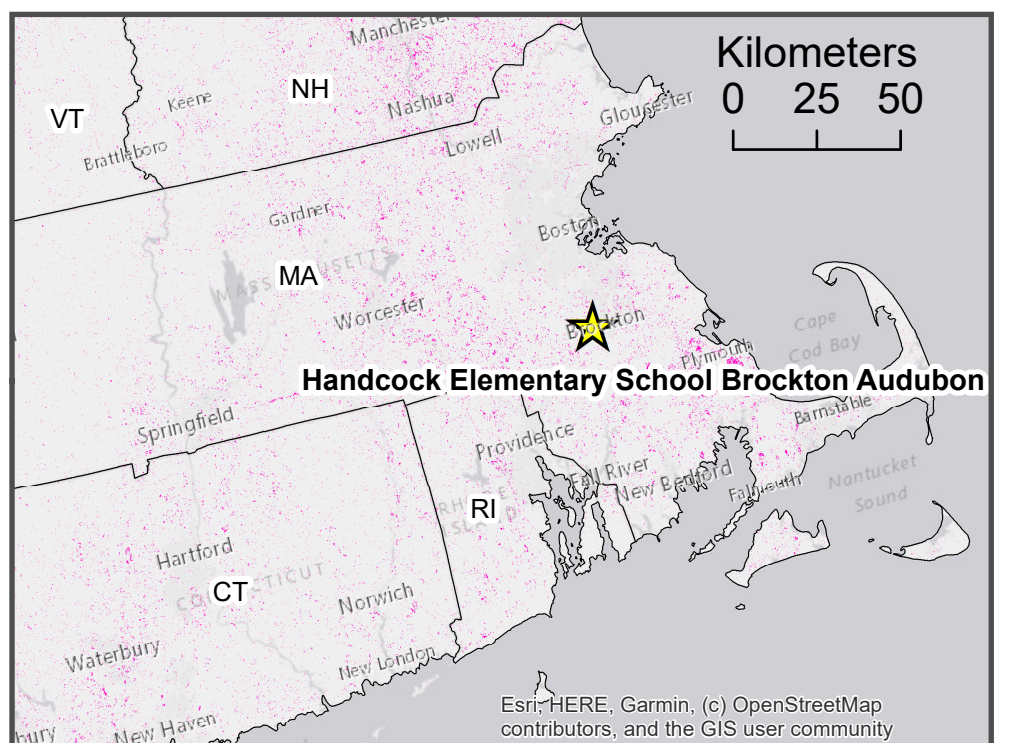 Manchester
Kilometers
0 25 50
NH
VT
Keene
Nashua
Gloucester
Brattleboro
Lowell
Gardner
Boston
MASSACHUSETTS
MA
Worcester
Brockton
Cape
Cod Bay
Plymouth
Handcock Elementary School Brockton Audubon
Barnstable
Springfield
Providence
Fall River
New Bedford
Falmouth
Nantucket
Sound
RHODE
ISLAND
RI
Hartford
CONNECTICUT
CT
Norwich
Waterbury
New London
New Haven
bury
Esri, HERE, Garmin, (c) OpenStreetMap
contributors, and the GIS user community